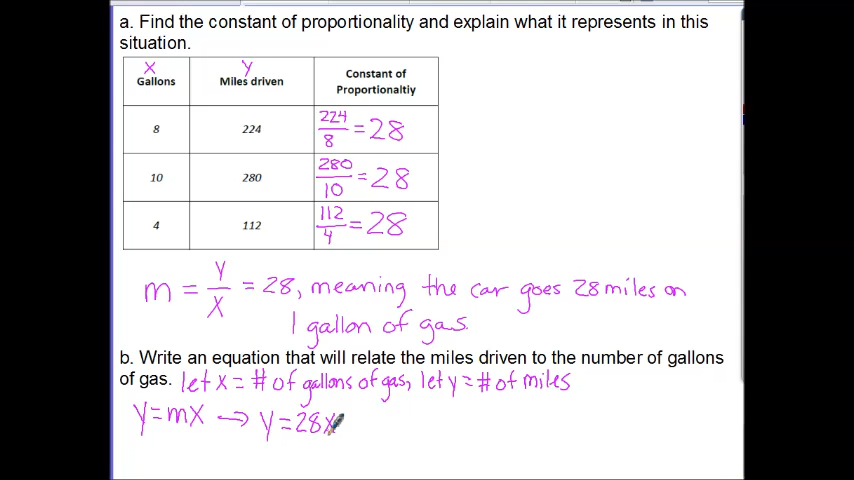 a. Find the constant of proportionality and explain what it represents in this
situation.
X Y
Gallons Miles driven Constant of Proportionaltiy
8 224 224/8 = 28
10 280 280/10 = 28
4 112 112/4 = 28
m = Y/X = 28, meaning the car goes 28 miles on
1 gallon of gas.
b. Write an equation that will relate the miles driven to the number of gallons
of gas. let x = # of gallons of gas, let y = # of miles
y = mx → y = 28x